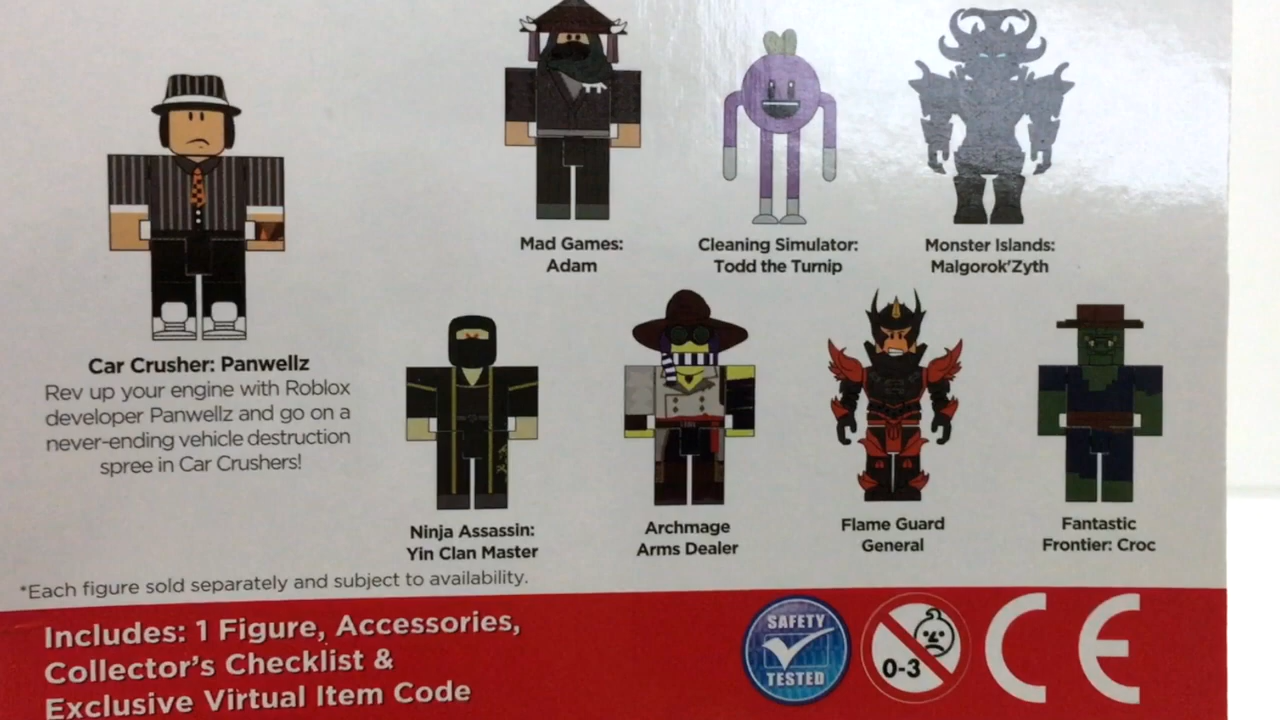 Mad Games:
Adam
Cleaning Simulator:
Todd the Turnip
Monster Islands:
Malgorok'Zyth
Car Crusher: Panwellz
Rev up your engine with Roblox
developer Panwellz and go on a
never-ending vehicle destruction
spree in Car Crushers!
Ninja Assassin:
Yin Clan Master
Archmage
Arms Dealer
Flame Guard
General
Fantastic
Frontier: Croc
*Each figure sold separately and subject to availability.
Includes: 1 Figure, Accessories,
Collector's Checklist &
Exclusive Virtual Item Code
SAFETY
TESTED
0-3
CE